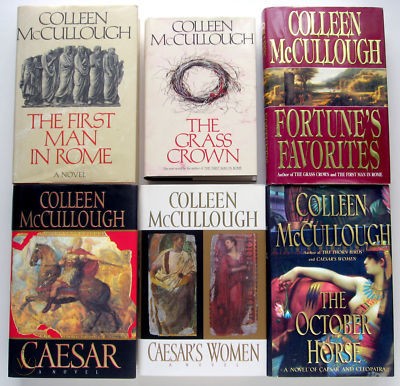 COLLEEN
McCULLOUGH
THE FIRST
MAN
IN ROME
A NOVEL
COLLEEN
McCULLOUGH
THE
GRASS
CROWN
COLLEEN
McCULLOUGH
FORTUNE'S
FAVORITES
Author of THE GRASS CROWN and THE FIRST MAN IN ROME
COLLEEN
McCULLOUGH
CAESAR
A NOVEL
COLLEEN
McCULLOUGH
CAESAR'S WOMEN
A NOVEL
COLLEEN
McCULLOUGH
AUTHOR OF THE THORN BIRDS
AND CAESAR'S WOMEN
THE
OCTOBER
HORSE
A NOVEL OF CAESAR AND CLEOPATRA